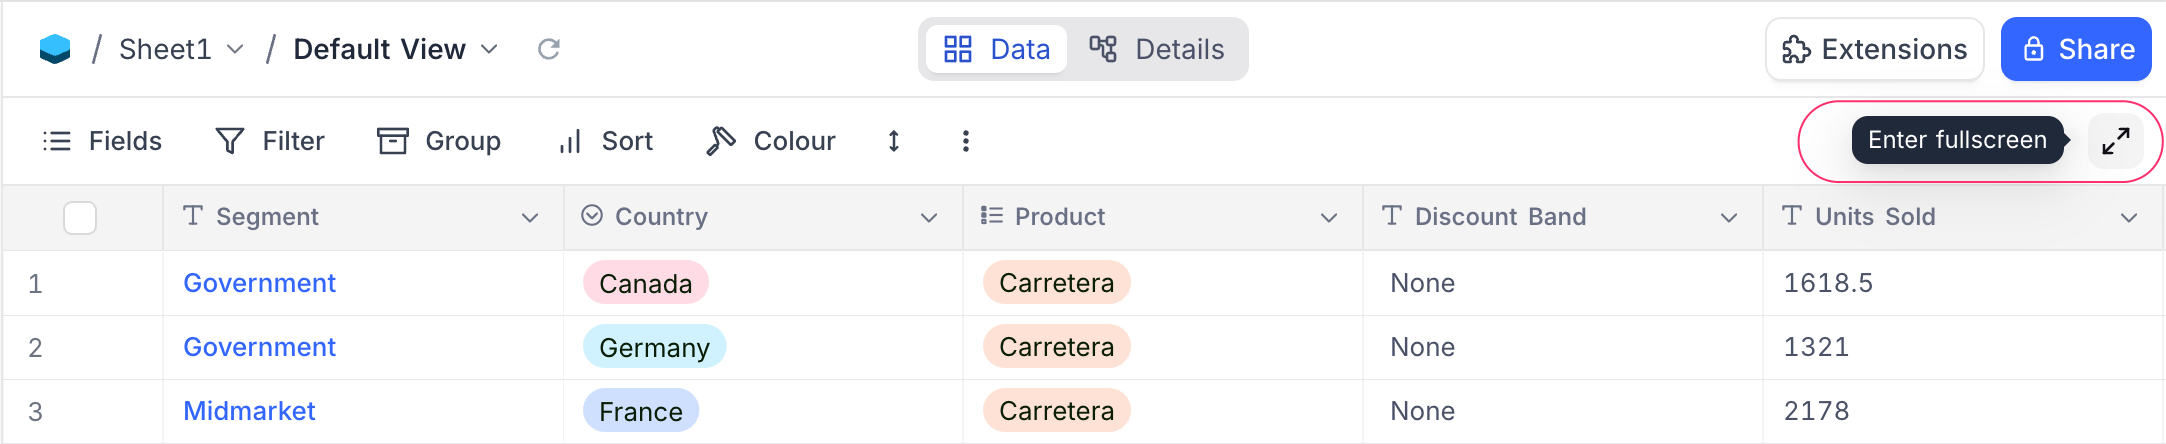 / Sheet1 / Default View Data Details Extensions Share
Fields Filter Group Sort Colour Enter fullscreen
Segment Country Product Discount Band Units Sold
1 Government Canada Carretera None 1618.5
2 Government Germany Carretera None 1321
3 Midmarket France Carretera None 2178